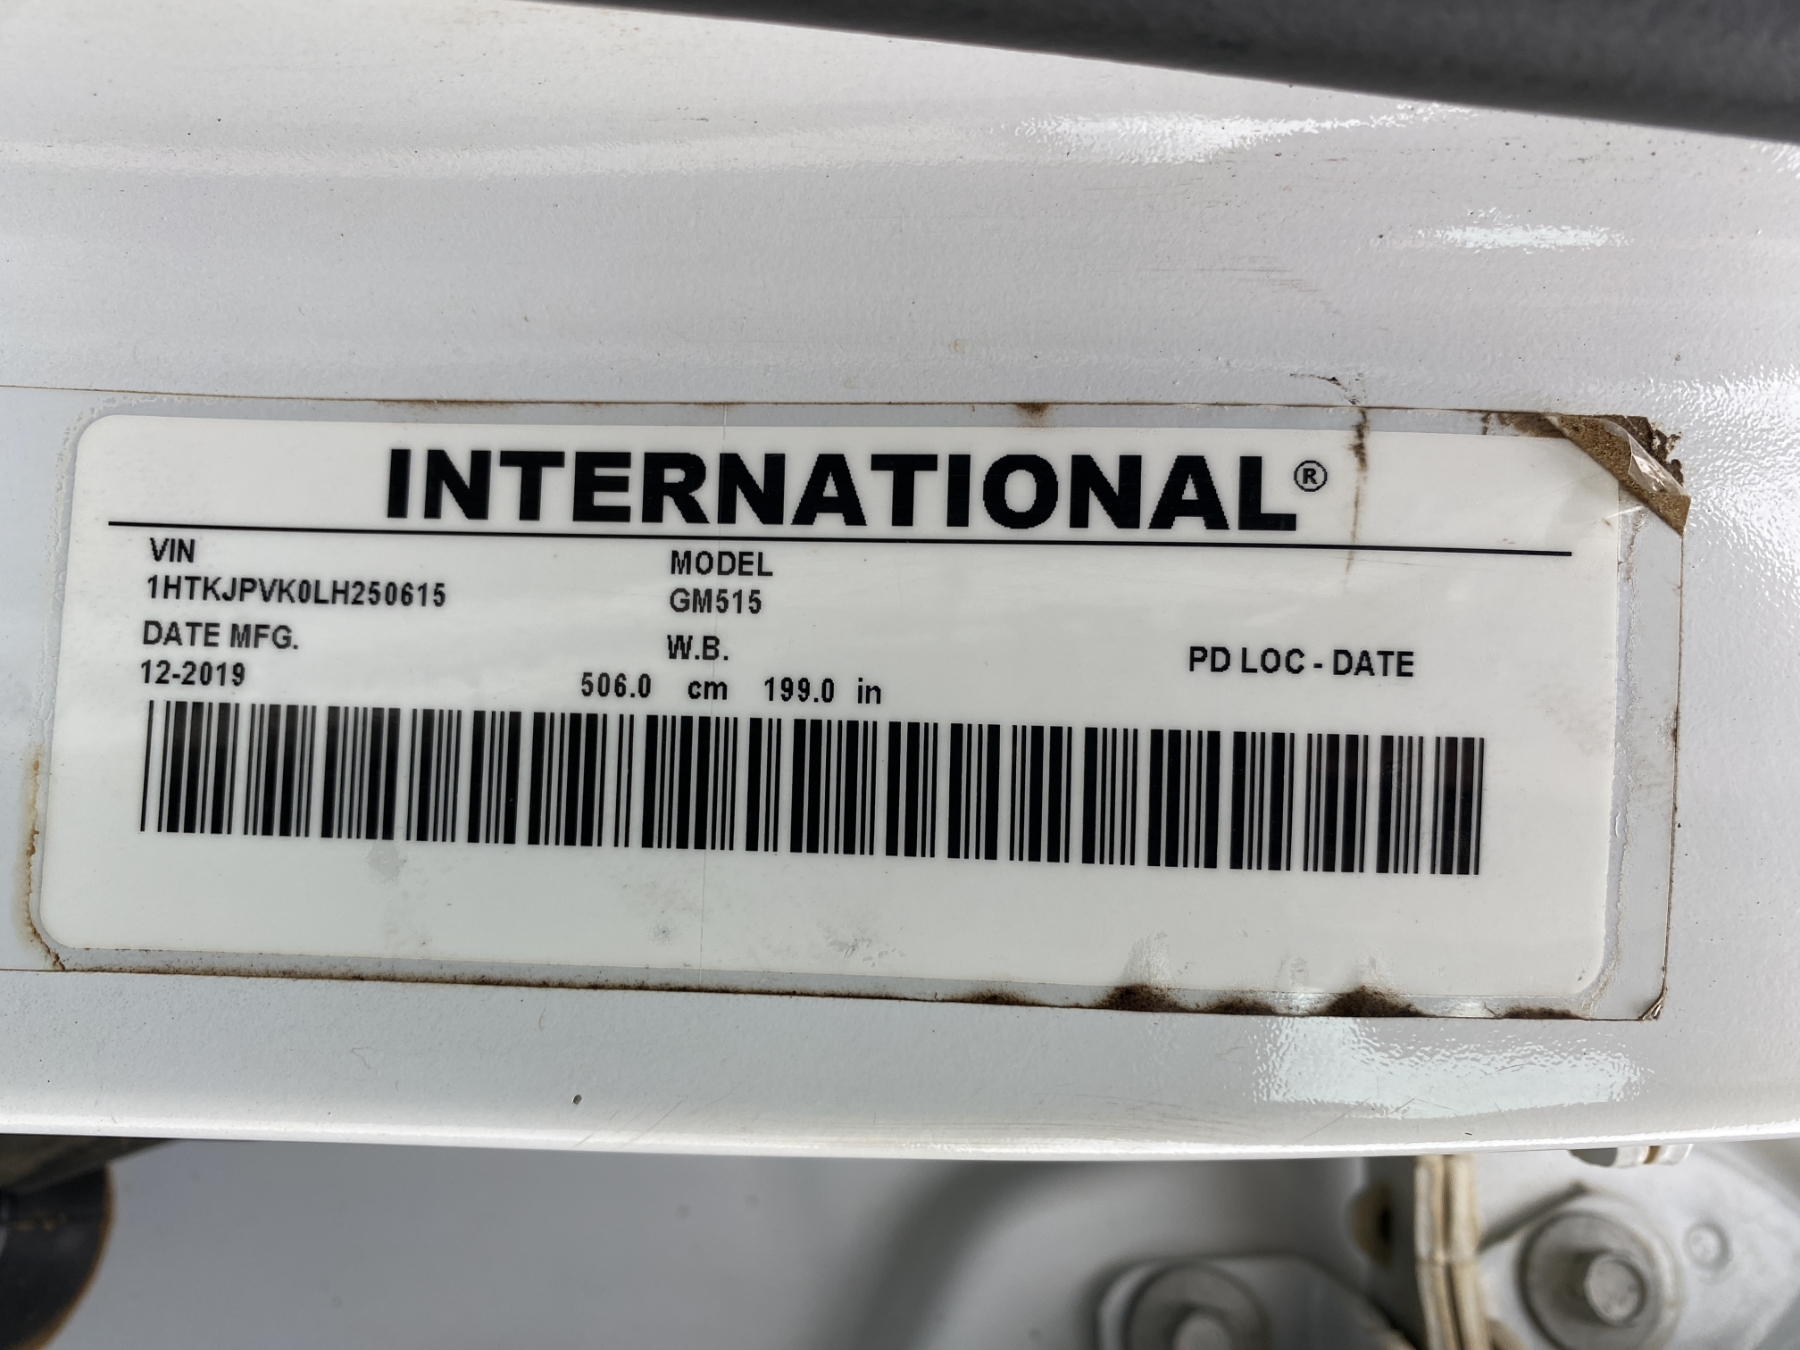 INTERNATIONAL®
VIN
1HTKJPVK0LH250615
MODEL
GM515
DATE MFG.
12-2019
W.B.
506.0 cm 199.0 in
PD LOC - DATE